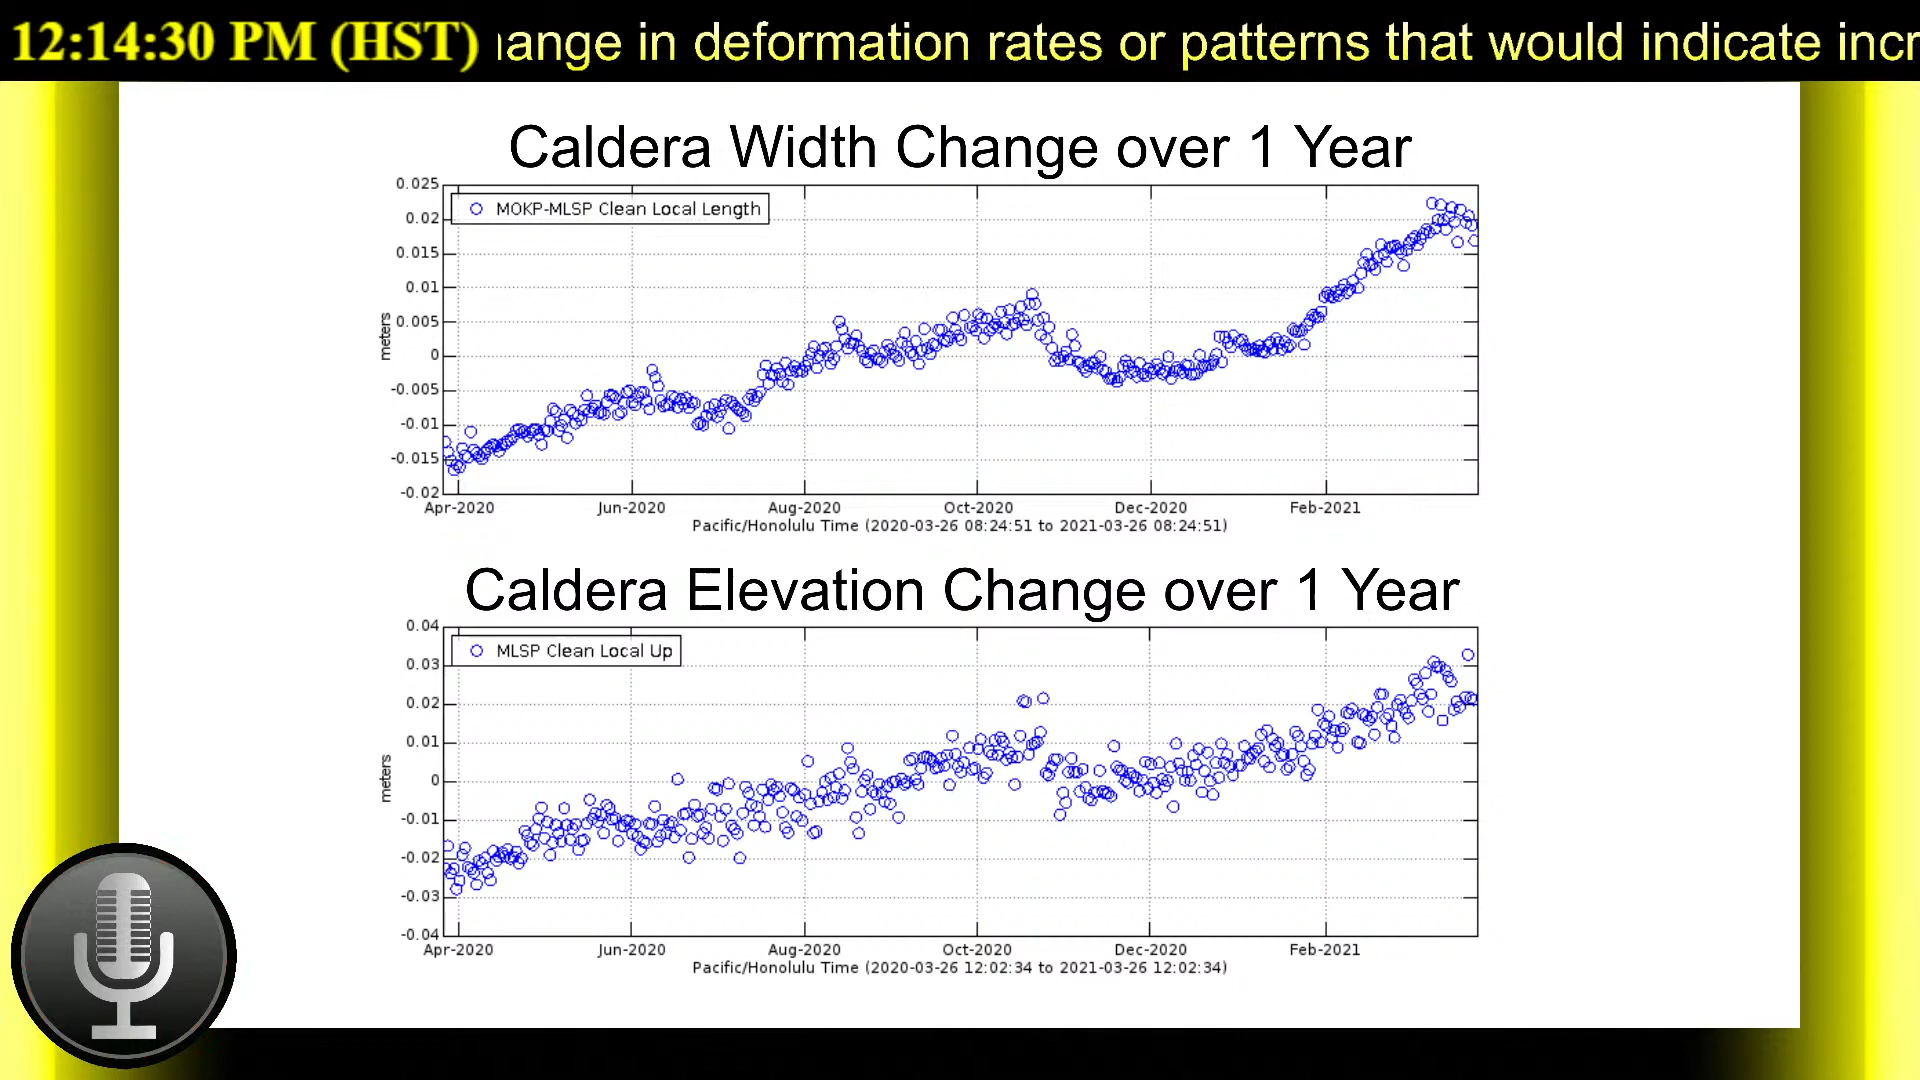 12:14:30 PM (HST) ange in deformation rates or patterns that would indicate incr
Caldera Width Change over 1 Year
0.025
0.02
0.015
0.01
0.005
0
-0.005
-0.01
-0.015
-0.02
meters
MOKP-MLSP Clean Local Length
Apr-2020 Jun-2020 Aug-2020 Oct-2020 Dec-2020 Feb-2021
Pacific/Honolulu Time (2020-03-26 08:24:51 to 2021-03-26 08:24:51)
Caldera Elevation Change over 1 Year
0.04
0.03
0.02
0.01
0
-0.01
-0.02
-0.03
-0.04
meters
MLSP Clean Local Up
Apr-2020 Jun-2020 Aug-2020 Oct-2020 Dec-2020 Feb-2021
Pacific/Honolulu Time (2020-03-26 12:02:34 to 2021-03-26 12:02:34)